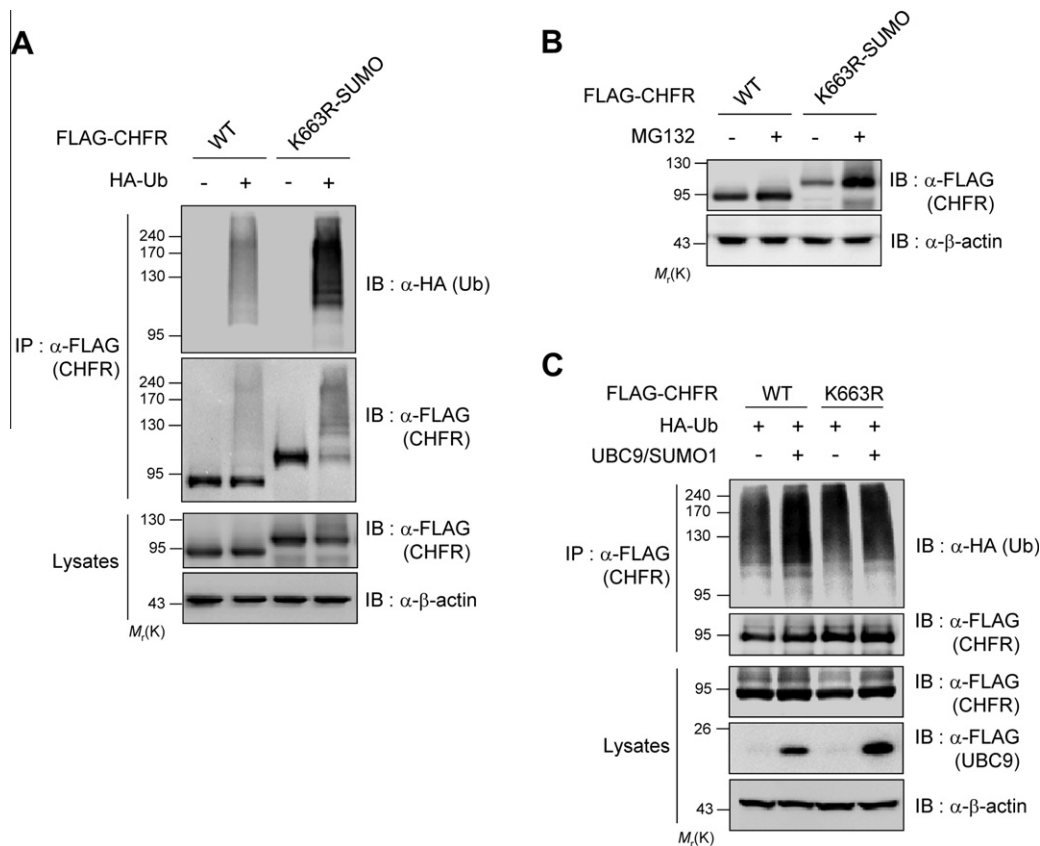 A
FLAG-CHFR
WT
K663R-SUMO
HA-Ub
- + - +
IP : α-FLAG
(CHFR)
240
170
130
95
IB : α-HA (Ub)
240
170
130
95
IB : α-FLAG
(CHFR)
Lysates
130
95
IB : α-FLAG
(CHFR)
43
IB : α-β-actin
Mr(K)
B
FLAG-CHFR
WT
K663R-SUMO
MG132
- + - +
130
95
IB : α-FLAG
(CHFR)
43
IB : α-β-actin
Mr(K)
C
FLAG-CHFR WT K663R
HA-Ub + + + +
UBC9/SUMO1 - + - +
IP : α-FLAG
(CHFR)
240
170
130
95
IB : α-HA (Ub)
95
IB : α-FLAG
(CHFR)
Lysates
95
IB : α-FLAG
(CHFR)
26
IB : α-FLAG
(UBC9)
43
IB : α-β-actin
Mr(K)